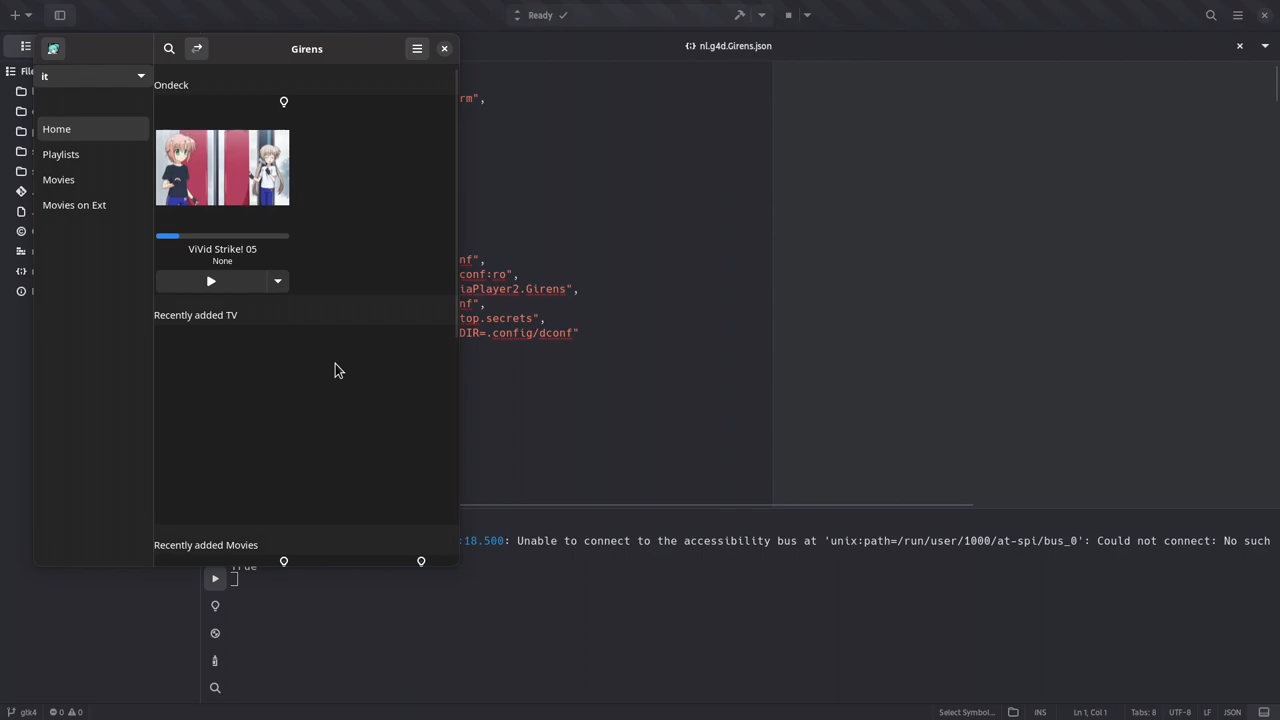 Ready
Girens
nl.g4d.Girens.json
File
it
Ondeck
rm",
Home
Playlists
Movies
Movies on Ext
ViVid Strike! 05
None
nf",
conf:ro",
iaPlayer2.Girens",
nf",
top.secrets",
DIR=.config/dconf"
Recently added TV
Recently added Movies
:18.500: Unable to connect to the accessibility bus at 'unix:path=/run/user/1000/at-spi/bus_0': Could not connect: No such
True
gtk4
0
0
Select Symbol…
INS
Ln 1, Col 1
Tabs: 8
UTF-8
LF
JSON